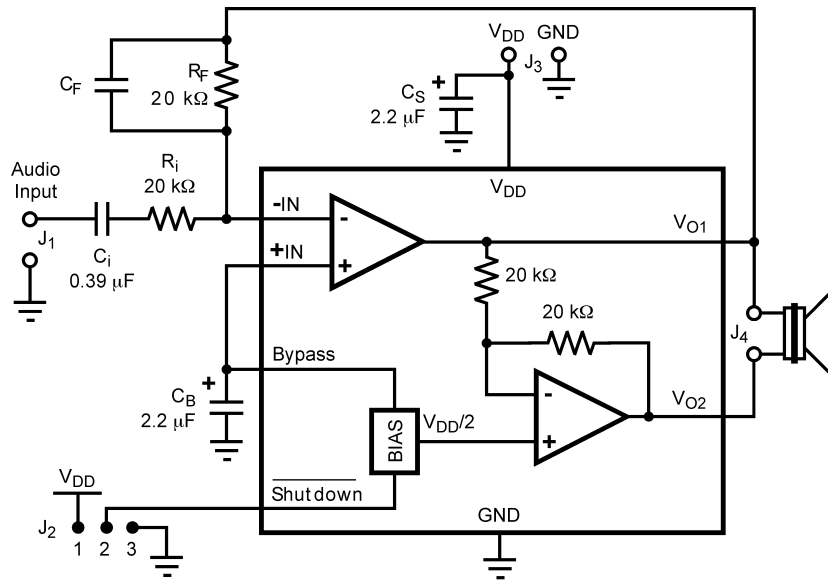 V_DD GND
J_3
C_F
R_F
20 kΩ
C_S
2.2 µF
+
Audio
Input
R_i
20 kΩ
V_DD
-IN
-
V_O1
J_1
C_i
0.39 µF
+IN
+
20 kΩ
20 kΩ
J_4
Bypass
+
C_B
2.2 µF
BIAS
V_DD/2
-
+
V_O2
V_DD
Shutdown
J_2
1 2 3
GND